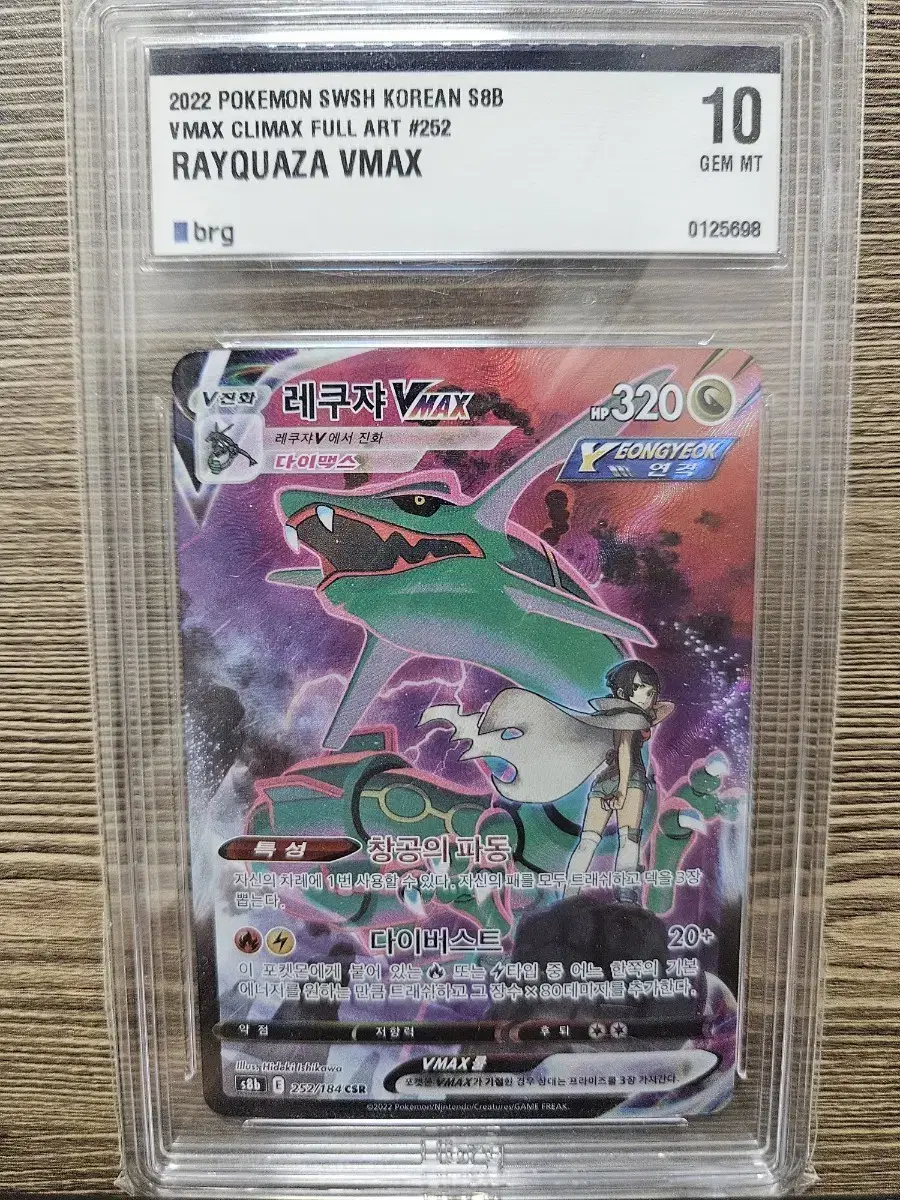 2022 POKEMON SWSH KOREAN S8B
VMAX CLIMAX FULL ART #252
RAYQUAZA VMAX
10
GEM MT
brg
0125698
V진화
레쿠쟈 VMAX
HP 320
레쿠쟈V에서 진화
다이맥스
YEONGYEOK
연격
특성
창공의 파동
자신의 차례에 1번 사용할 수 있다. 자신의 패를 모두 트래쉬하고 덱을 3장
뽑는다.
다이버스트
20+
이 포켓몬에게 붙어 있는 또는 타입 중 어느 한쪽의 기본
에너지를 원하는 만큼 트래쉬하고 그 장수×80데미지를 추가한다.
약점
저항력
후퇴
Illus. Hideki Ishikawa
VMAX 룰
포켓몬 VMAX가 기절한 경우 상대는 프라이즈를 3장 가져간다.
s8b E 252/184 CSR
©2022 Pokémon/Nintendo/Creatures/GAME FREAK.